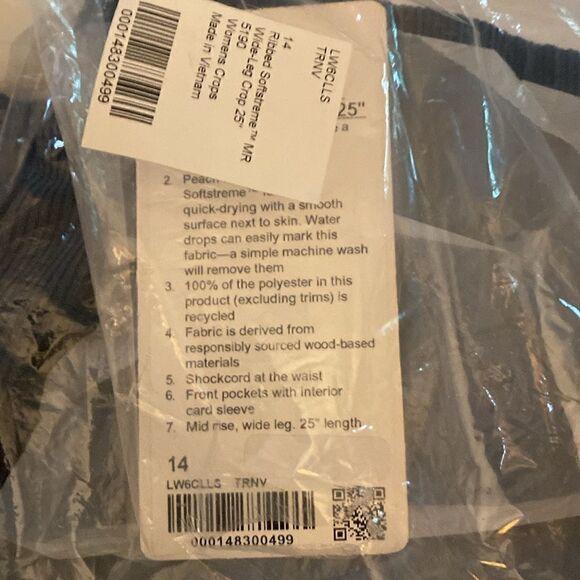 LW6CLLS
TRNV
14
Ribbed Softstreme™ MR
Wide-Leg Crop 25"
5190
Womens Crops
Made in Vietnam
000148300499
25"
a
2. Peach
Softstreme™
quick-drying with a smooth
surface next to skin. Water
drops can easily mark this
fabric—a simple machine wash
will remove them
3. 100% of the polyester in this
product (excluding trims) is
recycled
4. Fabric is derived from
responsibly sourced wood-based
materials
5. Shockcord at the waist
6. Front pockets with interior
card sleeve
7. Mid rise, wide leg. 25" length
14
LW6CLLS TRNV
000148300499